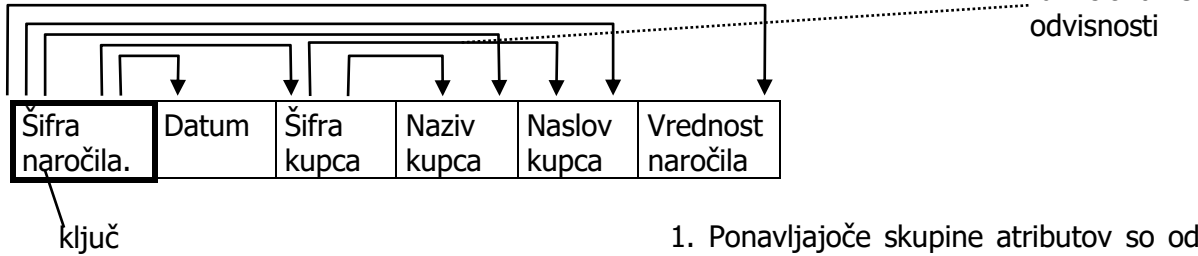 odvisnosti
Šifra naročila.
Datum
Šifra kupca
Naziv kupca
Naslov kupca
Vrednost naročila
ključ
1. Ponavljajoče skupine atributov so od